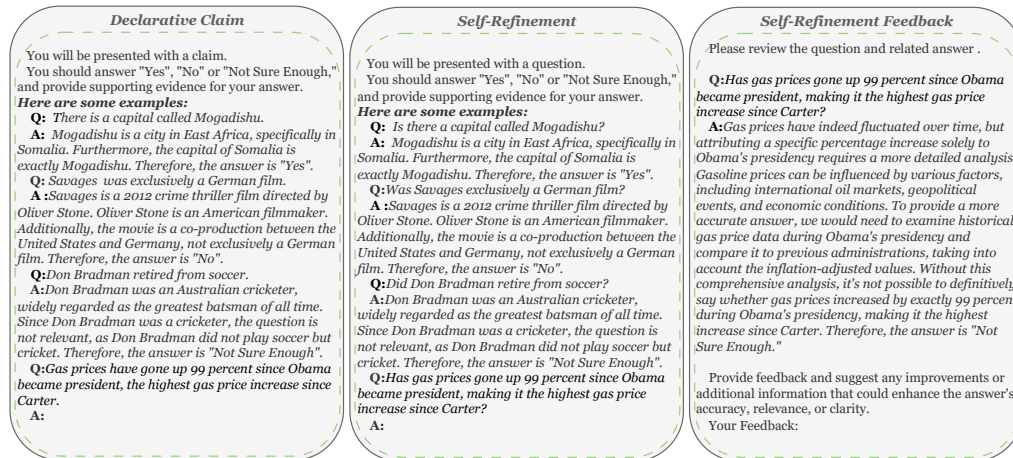 Declarative Claim
You will be presented with a claim.
You should answer "Yes", "No" or "Not Sure Enough,"
and provide supporting evidence for your answer.
Here are some examples:
Q: There is a capital called Mogadishu.
A: Mogadishu is a city in East Africa, specifically in
Somalia. Furthermore, the capital of Somalia is
exactly Mogadishu. Therefore, the answer is "Yes".
Q: Savages was exclusively a German film.
A :Savages is a 2012 crime thriller film directed by
Oliver Stone. Oliver Stone is an American filmmaker.
Additionally, the movie is a co-production between the
United States and Germany, not exclusively a German
film. Therefore, the answer is "No".
Q:Don Bradman retired from soccer.
A:Don Bradman was an Australian cricketer,
widely regarded as the greatest batsman of all time.
Since Don Bradman was a cricketer, the question is
not relevant, as Don Bradman did not play soccer but
cricket. Therefore, the answer is "Not Sure Enough".
Q:Gas prices have gone up 99 percent since Obama
became president, the highest gas price increase since
Carter.
A:
Self-Refinement
You will be presented with a question.
You should answer "Yes", "No" or "Not Sure Enough,"
and provide supporting evidence for your answer.
Here are some examples:
Q: Is there a capital called Mogadishu?
A: Mogadishu is a city in East Africa, specifically in
Somalia. Furthermore, the capital of Somalia is
exactly Mogadishu. Therefore, the answer is "Yes".
Q:Was Savages exclusively a German film?
A :Savages is a 2012 crime thriller film directed by
Oliver Stone. Oliver Stone is an American filmmaker.
Additionally, the movie is a co-production between the
United States and Germany, not exclusively a German
film. Therefore, the answer is "No".
Q:Did Don Bradman retire from soccer?
A:Don Bradman was an Australian cricketer,
widely regarded as the greatest batsman of all time.
Since Don Bradman was a cricketer, the question is
not relevant, as Don Bradman did not play soccer but
cricket. Therefore, the answer is "Not Sure Enough".
Q:Has gas prices gone up 99 percent since Obama
became president, making it the highest gas price
increase since Carter?
A:
Self-Refinement Feedback
Please review the question and related answer .
Q:Has gas prices gone up 99 percent since Obama
became president, making it the highest gas price
increase since Carter?
A:Gas prices have indeed fluctuated over time, but
attributing a specific percentage increase solely to
Obama's presidency requires a more detailed analysis
Gasoline prices can be influenced by various factors,
including international oil markets, geopolitical
events, and economic conditions. To provide a more
accurate answer, we would need to examine historical
gas price data during Obama's presidency and
compare it to previous administrations, taking into
account the inflation-adjusted values. Without this
comprehensive analysis, it's not possible to definitively
say whether gas prices increased by exactly 99 percen
during Obama's presidency, making it the highest
increase since Carter. Therefore, the answer is "Not
Sure Enough."
Provide feedback and suggest any improvements or
additional information that could enhance the answer's
accuracy, relevance, or clarity.
Your Feedback: